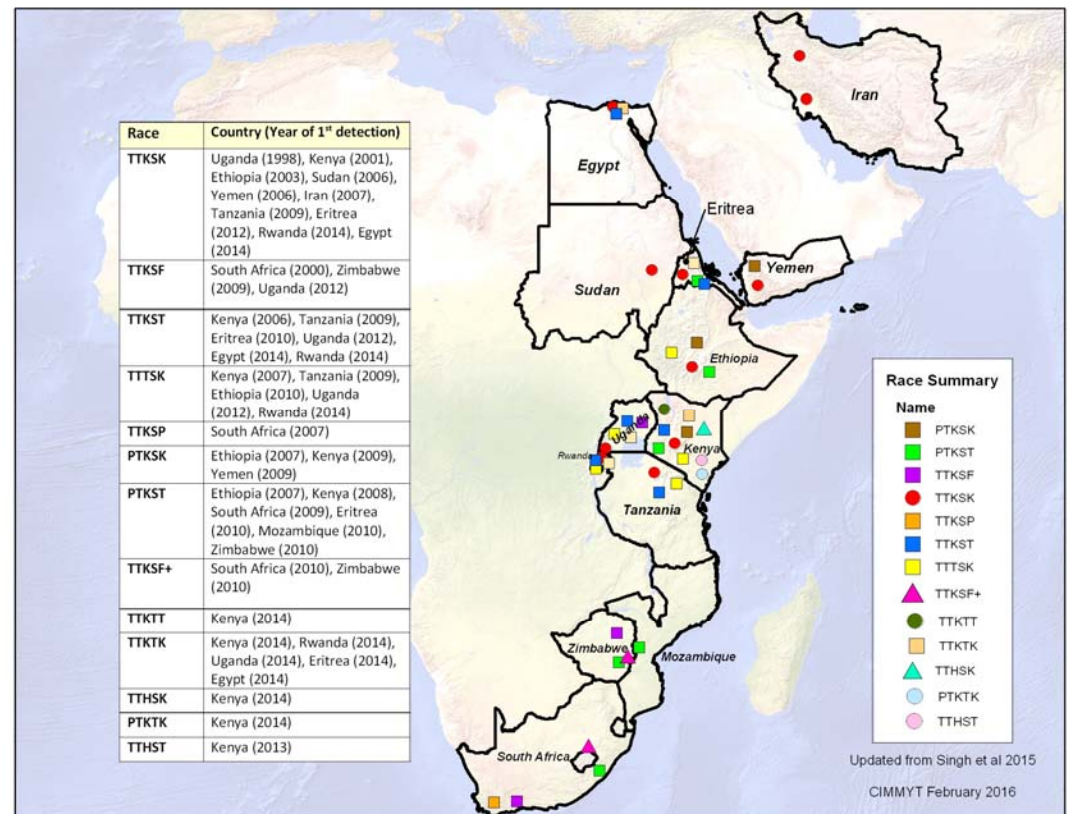 Race Country (Year of 1st detection)
TTKSK Uganda (1998), Kenya (2001),
Ethiopia (2003), Sudan (2006),
Yemen (2006), Iran (2007),
Tanzania (2009), Eritrea
(2012), Rwanda (2014), Egypt
(2014)
TTKSF South Africa (2000), Zimbabwe
(2009), Uganda (2012)
TTKST Kenya (2006), Tanzania (2009),
Eritrea (2010), Uganda (2012),
Egypt (2014), Rwanda (2014)
TTTSK Kenya (2007), Tanzania (2009),
Ethiopia (2010), Uganda
(2012), Rwanda (2014)
TTKSP South Africa (2007)
PTKSK Ethiopia (2007), Kenya (2009),
Yemen (2009)
PTKST Ethiopia (2007), Kenya (2008),
South Africa (2009), Eritrea
(2010), Mozambique (2010),
Zimbabwe (2010)
TTKSF+ South Africa (2010), Zimbabwe
(2010)
TTKTT Kenya (2014)
TTKTK Kenya (2014), Rwanda (2014),
Uganda (2014), Eritrea (2014),
Egypt (2014)
TTHSK Kenya (2014)
PTKTK Kenya (2014)
TTHST Kenya (2013)
Iran
Egypt
Eritrea
Yemen
Sudan
Ethiopia
Uganda
Kenya
Rwanda
Tanzania
Zimbabwe
Mozambique
South Africa
Race Summary
Name
PTKSK
PTKST
TTKSF
TTKSK
TTKSP
TTKST
TTTSK
TTKSF+
TTKTT
TTKTK
TTHSK
PTKTK
TTHST
Updated from Singh et al 2015
CIMMYT February 2016